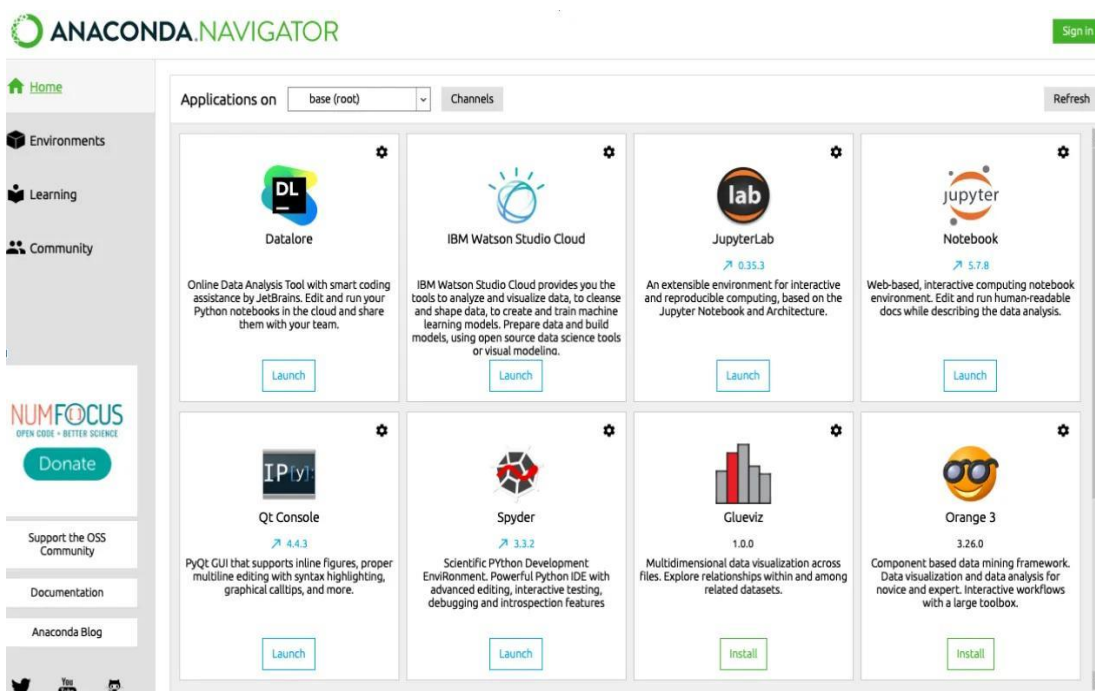 ANACONDA.NAVIGATOR
Sign in
Home
Environments
Learning
Community
NUMFOCUS
OPEN CODE = BETTER SCIENCE
Donate
Support the OSS
Community
Documentation
Anaconda Blog
You
Applications on
base (root)
Channels
Refresh
DL
Datalore
Online Data Analysis Tool with smart coding
assistance by JetBrains. Edit and run your
Python notebooks in the cloud and share
them with your team.
Launch
IBM Watson Studio Cloud
IBM Watson Studio Cloud provides you the
tools to analyze and visualize data, to cleanse
and shape data, to create and train machine
learning models. Prepare data and build
models, using open source data science tools
or visual modeling.
Launch
lab
JupyterLab
0.35.3
An extensible environment for interactive
and reproducible computing, based on the
Jupyter Notebook and Architecture.
Launch
jupyter
Notebook
5.7.8
Web-based, interactive computing notebook
environment. Edit and run human-readable
docs while describing the data analysis.
Launch
IP[y]:
Qt Console
4.4.3
PyQt GUI that supports inline figures, proper
multiline editing with syntax highlighting,
graphical calltips, and more.
Launch
Spyder
3.3.2
Scientific PYthon Development
EnviRonment. Powerful Python IDE with
advanced editing, interactive testing,
debugging and introspection features
Launch
Glueviz
1.0.0
Multidimensional data visualization across
files. Explore relationships within and among
related datasets.
Install
Orange 3
3.26.0
Component based data mining framework.
Data visualization and data analysis for
novice and expert. Interactive workflows
with a large toolbox.
Install